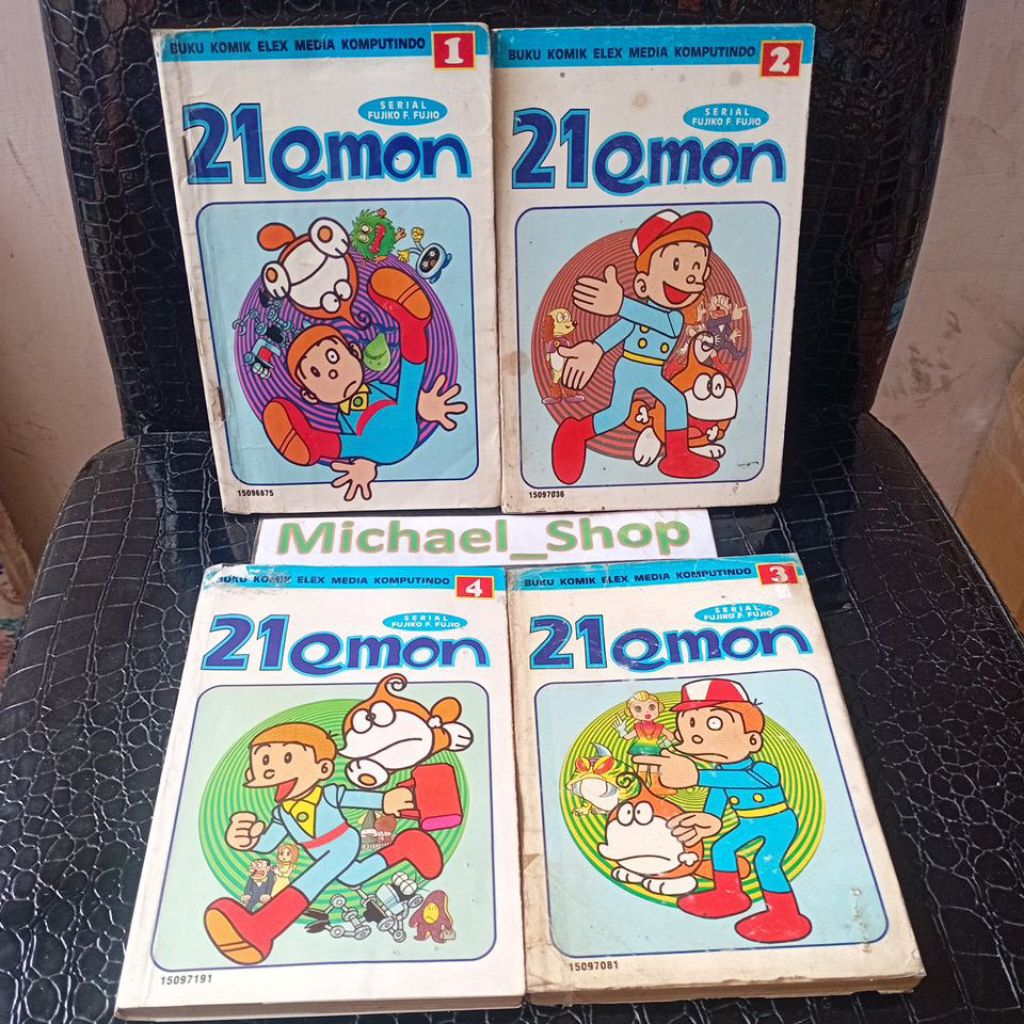 BUKU KOMIK ELEX MEDIA KOMPUTINDO 1
SERIAL
FUJIKO F. FUJIO
21emon
15096875
BUKU KOMIK ELEX MEDIA KOMPUTINDO 2
SERIAL
FUJIKO F. FUJIO
21emon
15097036
Michael_Shop
BUKU KOMIK ELEX MEDIA KOMPUTINDO 4
SERIAL
FUJIKO F. FUJIO
21emon
15097191
BUKU KOMIK ELEX MEDIA KOMPUTINDO 3
SERIAL
FUJIKO F. FUJIO
21emon
15097081